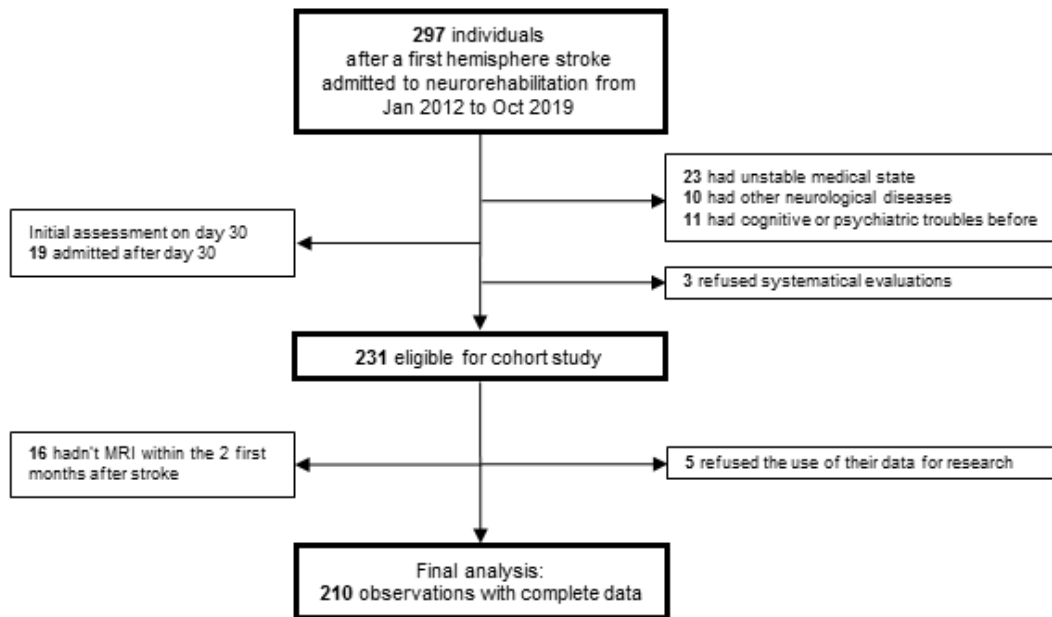 297 individuals
after a first hemisphere stroke
admitted to neurorehabilitation from
Jan 2012 to Oct 2019
23 had unstable medical state
10 had other neurological diseases
11 had cognitive or psychiatric troubles before
Initial assessment on day 30
19 admitted after day 30
3 refused systematical evaluations
231 eligible for cohort study
16 hadn't MRI within the 2 first
months after stroke
5 refused the use of their data for research
Final analysis:
210 observations with complete data